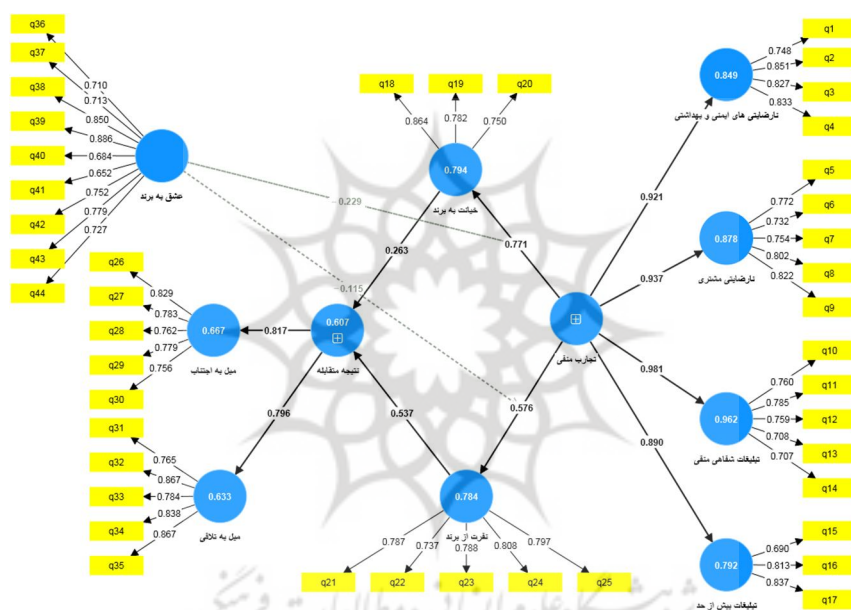 q36
q37
q38
q39
q40
q41
q42
q43
q44
0.710
0.713
0.850
0.886
0.684
0.652
0.752
0.779
0.727
عشق به برند
0.229
0.115
q18
q19
q20
0.864
0.782
0.750
0.794
خیانت به برند
0.771
0.263
q26
q27
q28
q29
q30
0.829
0.783
0.762
0.779
0.756
0.667
میل به اجتناب
0.817
0.607
نتیجه متقابله
0.796
0.537
q31
q32
q33
q34
q35
0.765
0.867
0.784
0.838
0.867
0.633
میل به تلافی
0.784
نفرت از برند
0.787
0.737
0.788
0.808
0.797
q21
q22
q23
q24
q25
0.576
تجارب منفی
0.921
0.937
0.981
0.890
0.849
نارضایتی های ایمنی و بهداشتی
0.748
0.851
0.827
0.833
q1
q2
q3
q4
0.878
نارضایتی مشتری
0.772
0.732
0.754
0.802
0.822
q5
q6
q7
q8
q9
0.962
تبلیغات شفاهی منفی
0.760
0.785
0.759
0.708
0.707
q10
q11
q12
q13
q14
0.792
تبلیغات بیش از حد
0.690
0.813
0.837
q15
q16
q17